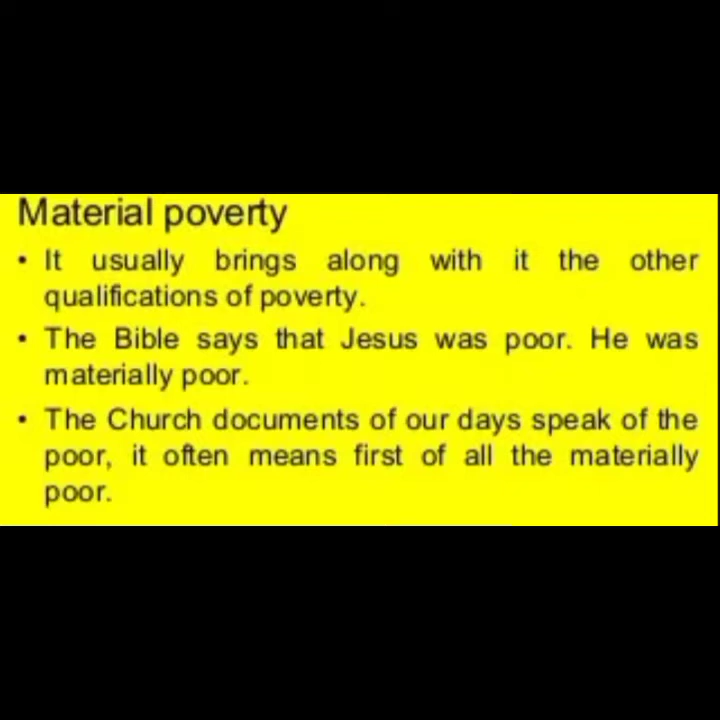 Material poverty
• It usually brings along with it the other
qualifications of poverty.
• The Bible says that Jesus was poor. He was
materially poor.
• The Church documents of our days speak of the
poor, it often means first of all the materially
poor.